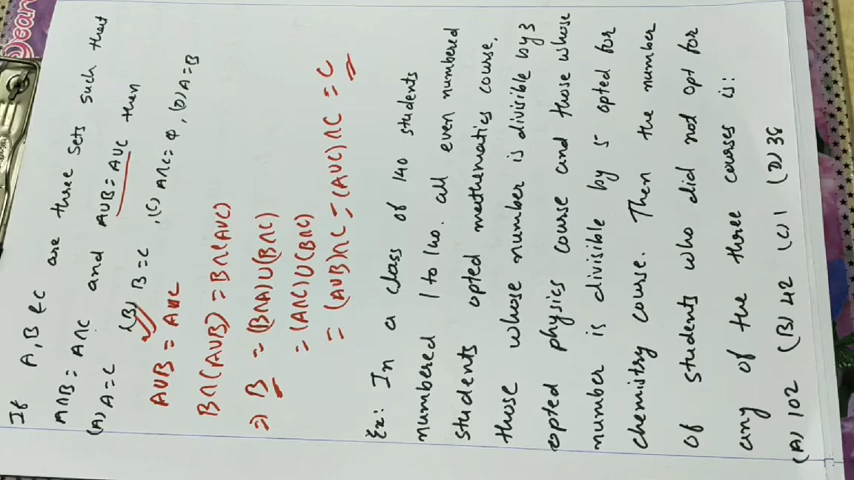 If A, B &C are three sets such that
A∩B = A∩C and A∪B = A∪C then
(A) A=C (B) B=C ,(C) A∩C = φ , (D) A=B
A∪B = A∪C
B∩(A∪B) = B∩(A∪C)
⇒ B = (B∩A)∪(B∩C)
= (A∩C)∪(B∩C)
= (A∪B)∩C = (A∪C)∩C = C
Ex: In a class of 140 students
numbered 1 to 140. all even numbered
students opted mathematics course,
those whose number is divisible by 3
opted physics course and those whose
number is divisible by 5 opted for
chemistry course. Then the number
of students who did not opt for
any of the three courses is:
(A) 102 (B) 42 (C) 1 (D) 38